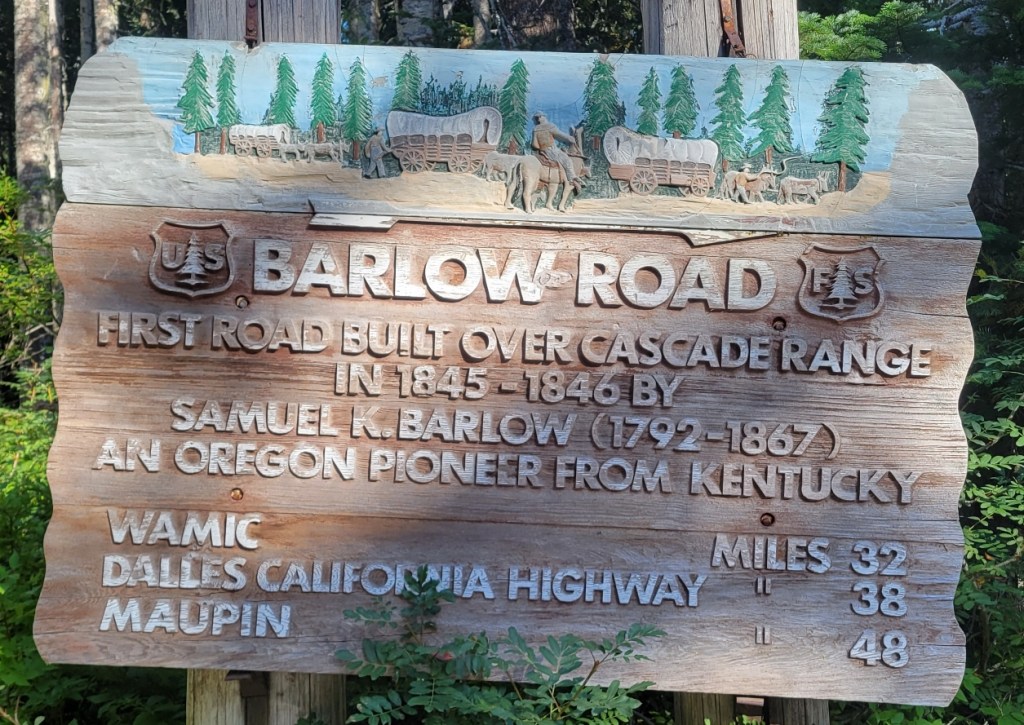 US BARLOW ROAD FS
FIRST ROAD BUILT OVER CASCADE RANGE
IN 1845-1846 BY
SAMUEL K. BARLOW (1792-1867)
AN OREGON PIONEER FROM KENTUCKY
WAMIC MILES 32
DALLES CALIFORNIA HIGHWAY " 38
MAUPIN " 48